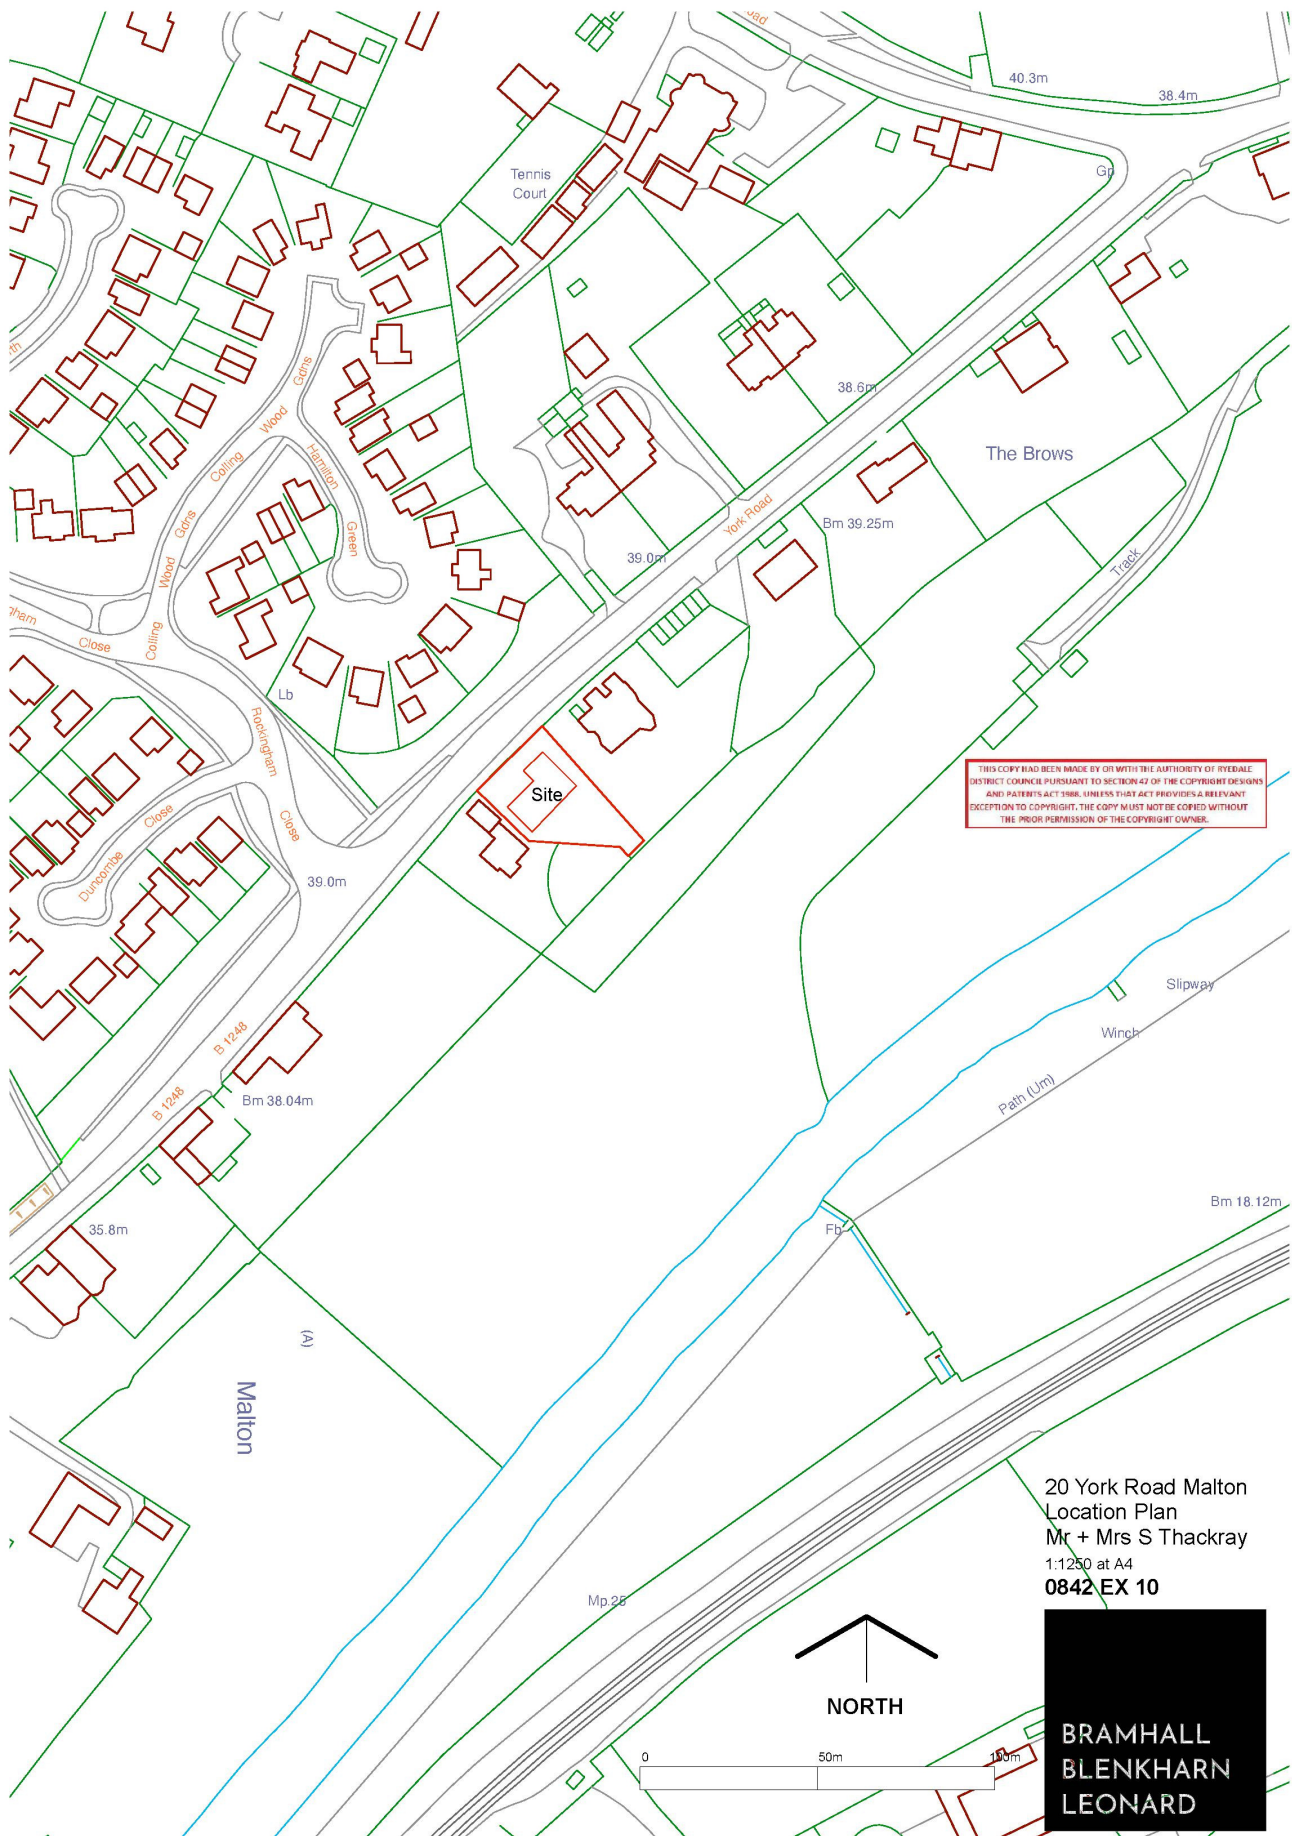 oad
40.3m
38.4m
Tennis
Court
Gp
th
Gdns
Wood
Colling
Hamilton
Green
38.6m
The Brows
York Road
Bm 39.25m
39.0m
Track
Gdns
Wood
Colling
gham
Close
Lb
Rockingham
Close
Site
THIS COPY HAD BEEN MADE BY OR WITH THE AUTHORITY OF RYEDALE
DISTRICT COUNCIL PURSUANT TO SECTION 47 OF THE COPYRIGHT DESIGNS
AND PATENTS ACT 1988. UNLESS THAT ACT PROVIDES A RELEVANT
EXCEPTION TO COPYRIGHT, THE COPY MUST NOT BE COPIED WITHOUT
THE PRIOR PERMISSION OF THE COPYRIGHT OWNER.
Duncombe
Close
39.0m
Slipway
Winch
Path (Um)
B 1248
B 1248
Bm 38.04m
Bm 18.12m
Fb
35.8m
(A)
Malton
Mp.25
20 York Road Malton
Location Plan
Mr + Mrs S Thackray
1:1250 at A4
0842 EX 10
NORTH
0
50m
100m
BRAMHALL
BLENKHARN
LEONARD